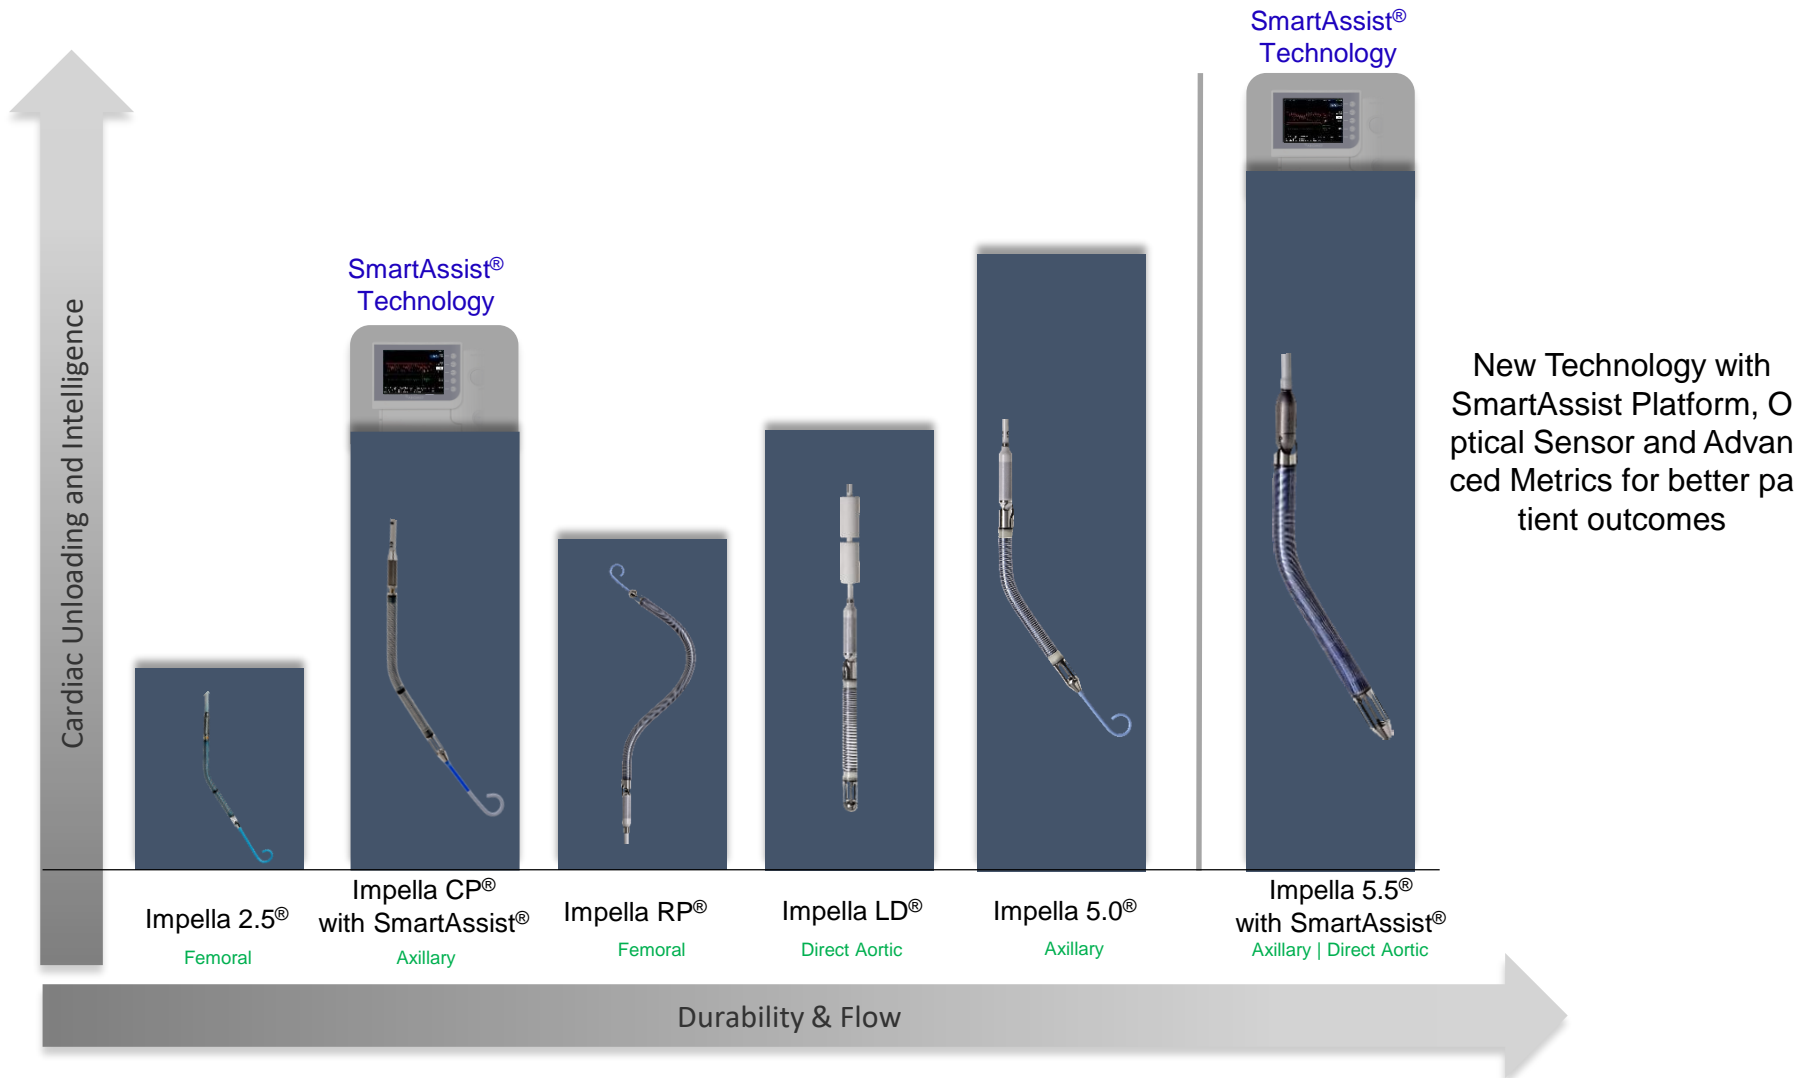 SmartAssist®
Technology
SmartAssist®
Technology
Cardiac Unloading and Intelligence
New Technology with
SmartAssist Platform, O
ptical Sensor and Advan
ced Metrics for better pa
tient outcomes
Impella 2.5®
Femoral
Impella CP®
with SmartAssist®
Axillary
Impella RP®
Femoral
Impella LD®
Direct Aortic
Impella 5.0®
Axillary
Impella 5.5®
with SmartAssist®
Axillary | Direct Aortic
Durability & Flow